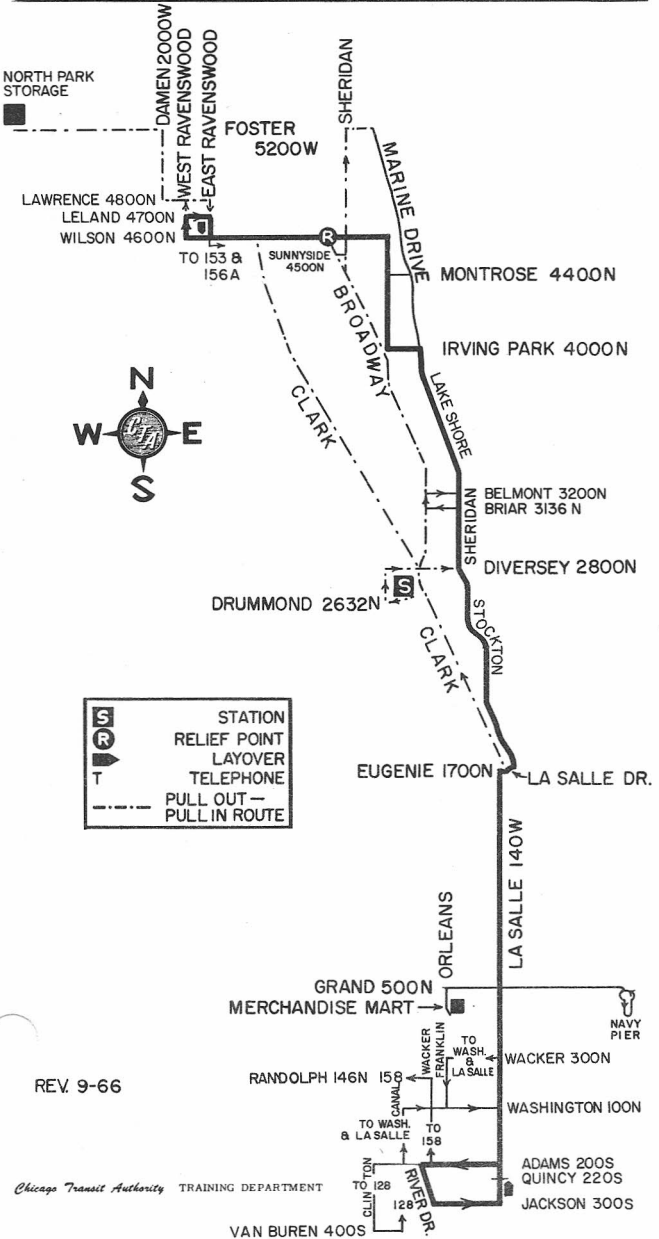 NORTH PARK
STORAGE
DAMEN 2000W
WEST RAVENSWOOD
EAST RAVENSWOOD
SHERIDAN
FOSTER
5200W
MARINE DRIVE
LAWRENCE 4800N
LELAND 4700N
WILSON 4600N
R
TO 153 &
156A
SUNNYSIDE
4500N
MONTROSE 4400N
BROADWAY
IRVING PARK 4000N
CLARK
LAKE SHORE
N
W CTA E
S
BELMONT 3200N
BRIAR 3136 N
SHERIDAN
DIVERSEY 2800N
S
DRUMMOND 2632N
STOCKTON
CLARK
S STATION
R RELIEF POINT
LAYOVER
T TELEPHONE
PULL OUT —
PULL IN ROUTE
EUGENIE 1700N
LA SALLE DR.
LA SALLE 140W
ORLEANS
GRAND 500N
MERCHANDISE MART
NAVY
PIER
WACKER
FRANKLIN
TO
WASH.
&
LA SALLE
WACKER 300N
REV. 9-66
RANDOLPH 146N 158
CANAL
WASHINGTON 100N
TO WASH.
& LA SALLE
TO
158
ADAMS 200S
QUINCY 220S
JACKSON 300S
CLINTON
TO 128
128
RIVER DR.
VAN BUREN 400S
Chicago Transit Authority TRAINING DEPARTMENT